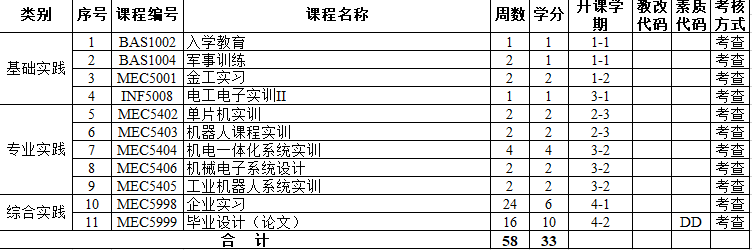 类别 序号 课程编号 课程名称 周数 学分 开课学期 教改代码 素质代码 考核方式
基础实践 1 BAS1002 入学教育 1 1 1-1 考查
2 BAS1004 军事训练 2 1 1-1 考查
3 MEC5001 金工实习 2 2 1-2 考查
4 INF5008 电工电子实训II 1 1 3-1 考查
专业实践 5 MEC5402 单片机实训 2 2 2-3 考查
6 MEC5403 机器人课程实训 2 2 2-3 考查
7 MEC5404 机电一体化系统实训 4 4 3-2 考查
8 MEC5406 机械电子系统设计 2 2 3-2 考查
9 MEC5405 工业机器人系统实训 2 2 3-2 考查
综合实践 10 MEC5998 企业实习 24 6 4-1 考查
11 MEC5999 毕业设计（论文） 16 10 4-2 DD 考查
合 计 58 33